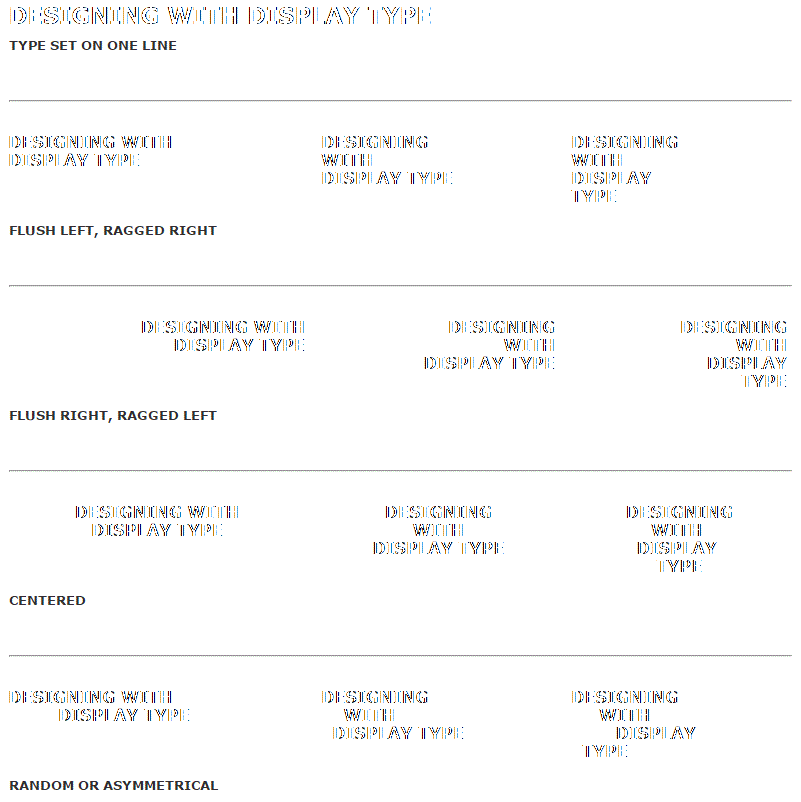 DESIGNING WITH DISPLAY TYPE
TYPE SET ON ONE LINE
DESIGNING WITH
DISPLAY TYPE
DESIGNING
WITH
DISPLAY TYPE
DESIGNING
WITH
DISPLAY
TYPE
FLUSH LEFT, RAGGED RIGHT
DESIGNING WITH
DISPLAY TYPE
DESIGNING
WITH
DISPLAY TYPE
DESIGNING
WITH
DISPLAY
TYPE
FLUSH RIGHT, RAGGED LEFT
DESIGNING WITH
DISPLAY TYPE
DESIGNING
WITH
DISPLAY TYPE
DESIGNING
WITH
DISPLAY
TYPE
CENTERED
DESIGNING WITH
DISPLAY TYPE
DESIGNING
WITH
DISPLAY TYPE
DESIGNING
WITH
DISPLAY
TYPE
RANDOM OR ASYMMETRICAL